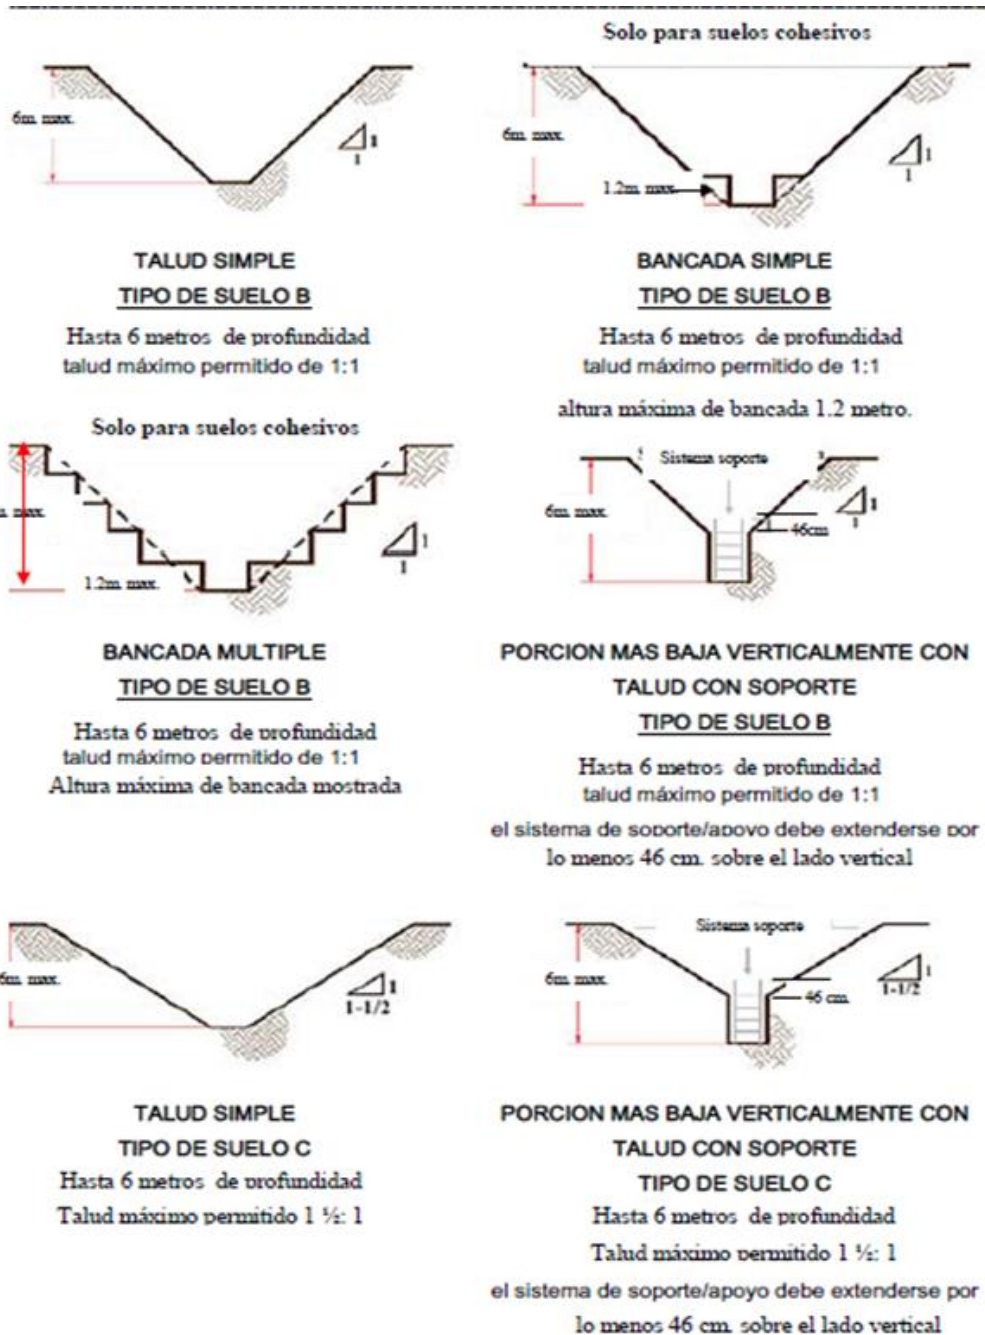 6m. max.
1
1
TALUD SIMPLE
TIPO DE SUELO B
Hasta 6 metros de profundidad
talud máximo permitido de 1:1
Solo para suelos cohesivos
6m. max.
1.2m. max.
1
1
BANCADA SIMPLE
TIPO DE SUELO B
Hasta 6 metros de profundidad
talud máximo permitido de 1:1
altura máxima de bancada 1.2 metro.
Solo para suelos cohesivos
m. max.
1.2m. max.
1
1
BANCADA MULTIPLE
TIPO DE SUELO B
Hasta 6 metros de profundidad
talud máximo permitido de 1:1
Altura máxima de bancada mostrada
Sistema soporte
6m. max.
1
1
46cm
PORCION MAS BAJA VERTICALMENTE CON
TALUD CON SOPORTE
TIPO DE SUELO B
Hasta 6 metros de profundidad
talud máximo permitido de 1:1
el sistema de soporte/apoyo debe extenderse por
lo menos 46 cm. sobre el lado vertical
6m. max.
1
1-1/2
TALUD SIMPLE
TIPO DE SUELO C
Hasta 6 metros de profundidad
Talud máximo permitido 1 ½: 1
Sistema soporte
6m. max.
1
1-1/2
46 cm.
PORCION MAS BAJA VERTICALMENTE CON
TALUD CON SOPORTE
TIPO DE SUELO C
Hasta 6 metros de profundidad
Talud máximo permitido 1 ½: 1
el sistema de soporte/apoyo debe extenderse por
lo menos 46 cm. sobre el lado vertical